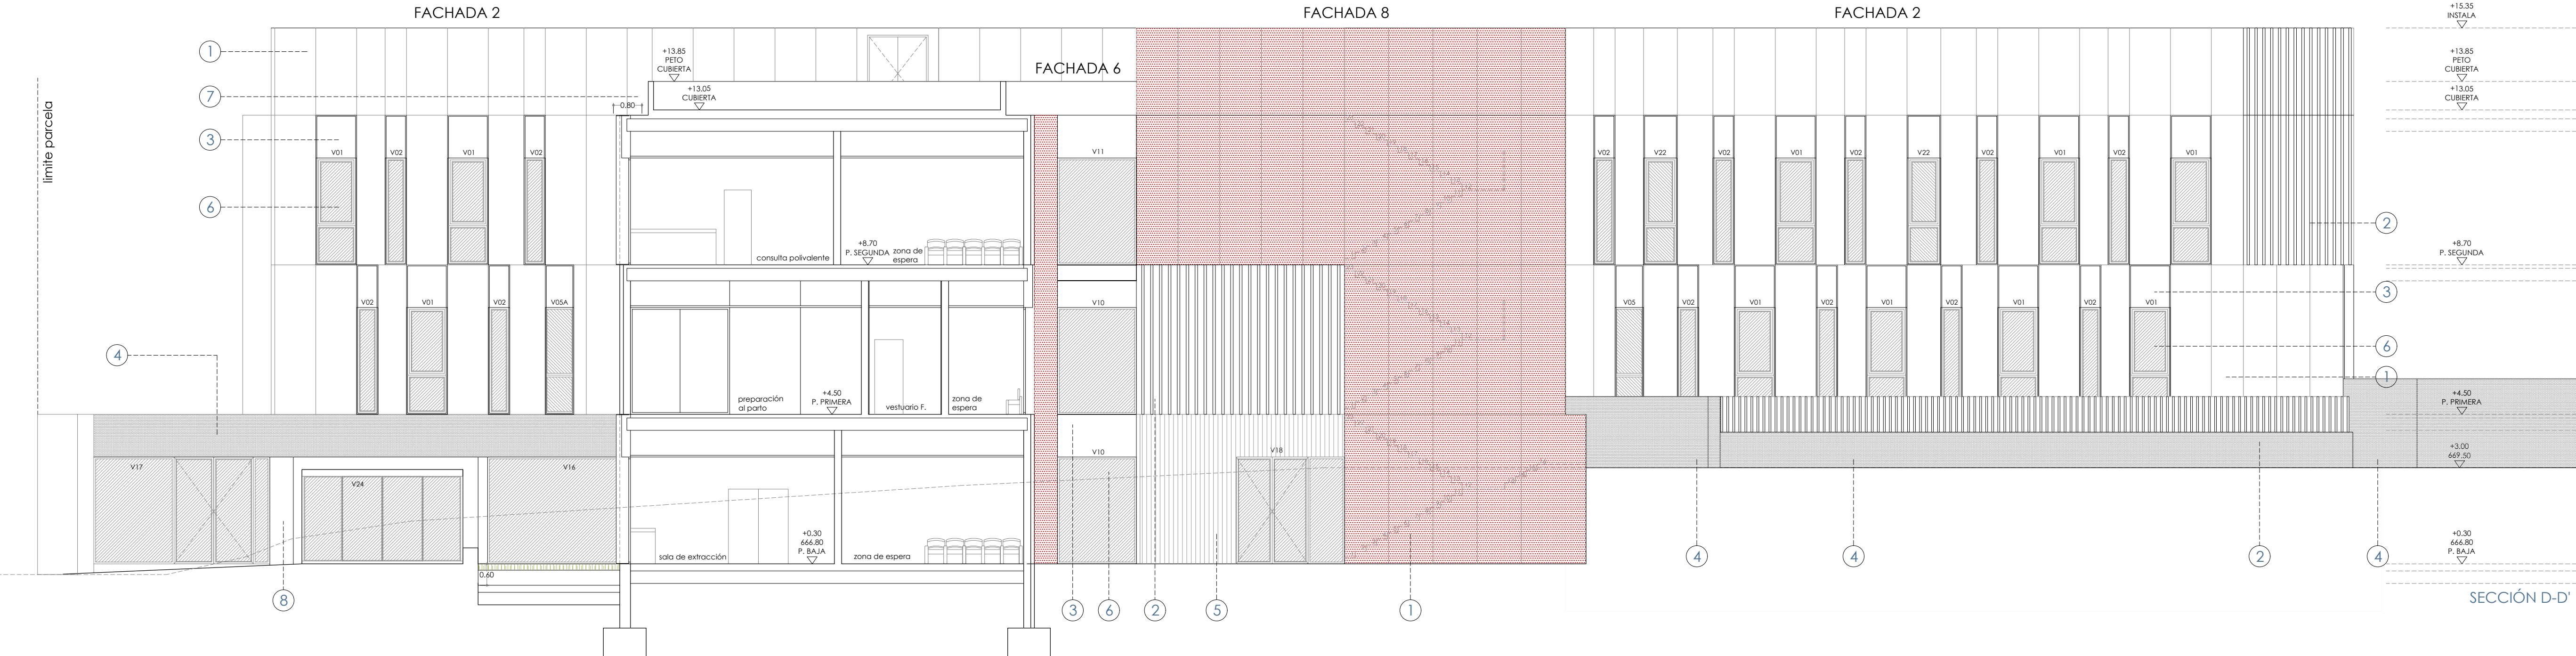 FACHADA 2
FACHADA 8
FACHADA 2
+15.35
INSTALA
1
+13.85
PETO
CUBIERTA
FACHADA 6
+13.85
PETO
CUBIERTA
7
0.80
+13.05
CUBIERTA
+13.05
CUBIERTA
límite parcela
3
V01
V02
V01
V02
V11
V02
V22
V02
V01
V02
V22
V02
V01
V02
V01
6
2
consulta polivalente
+8.70
P. SEGUNDA
zona de
espera
+8.70
P. SEGUNDA
3
V02
V01
V02
V05A
V10
V05
V02
V01
V02
V01
V02
V01
V02
V01
4
6
1
preparación
al parto
+4.50
P. PRIMERA
vestuario F.
zona de
espera
+4.50
P. PRIMERA
V17
V24
V16
V10
V18
+3.00
669.50
sala de extracción
+0.30
666.80
P. BAJA
zona de espera
+0.30
666.80
P. BAJA
4
4
2
4
0.60
8
3
6
2
5
1
SECCIÓN D-D'